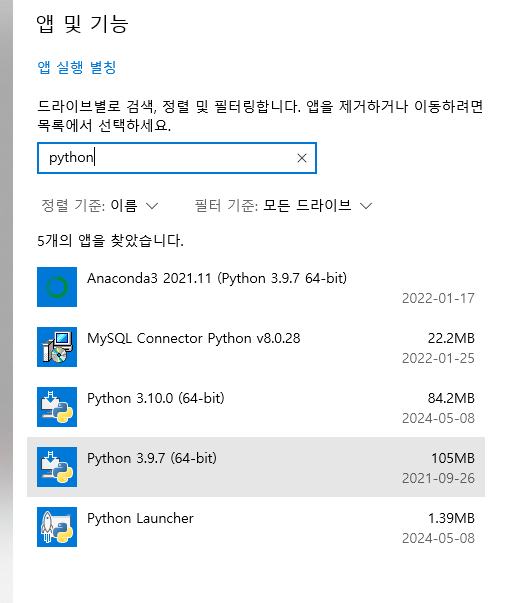 앱 및 기능
앱 실행 별칭
드라이브별로 검색, 정렬 및 필터링합니다. 앱을 제거하거나 이동하려면
목록에서 선택하세요.
python
정렬 기준: 이름 필터 기준: 모든 드라이브
5개의 앱을 찾았습니다.
Anaconda3 2021.11 (Python 3.9.7 64-bit)
2022-01-17
MySQL Connector Python v8.0.28 22.2MB
2022-01-25
Python 3.10.0 (64-bit) 84.2MB
2024-05-08
Python 3.9.7 (64-bit) 105MB
2021-09-26
Python Launcher 1.39MB
2024-05-08